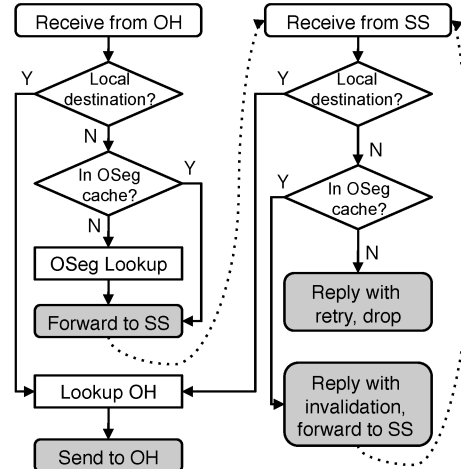 Receive from OH
Y
Local
destination?
N
In OSeg
cache?
Y
N
OSeg Lookup
Forward to SS
Lookup OH
Send to OH
Receive from SS
Y
Local
destination?
N
Y
In OSeg
cache?
N
Reply with
retry, drop
Reply with
invalidation,
forward to SS